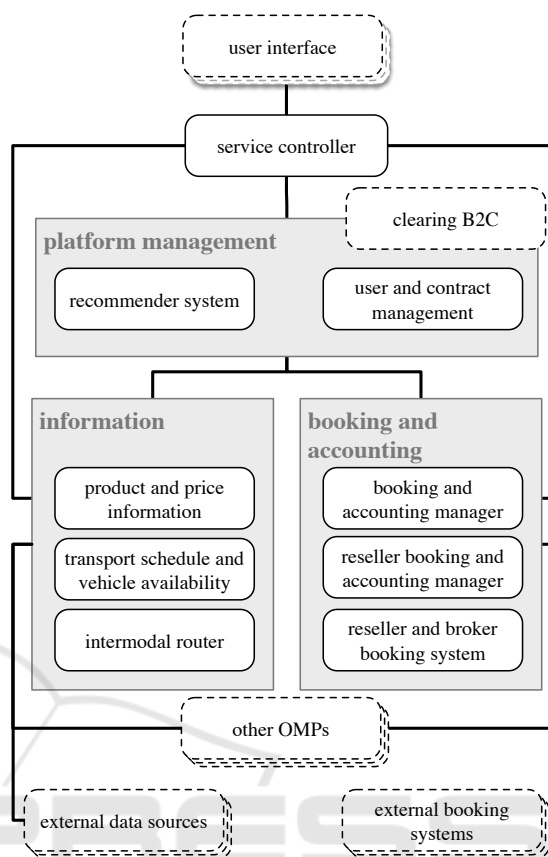 user interface
service controller
clearing B2C
platform management
recommender system
user and contract
management
information
booking and
accounting
product and price
information
booking and
accounting manager
transport schedule and
vehicle availability
reseller booking and
accounting manager
intermodal router
reseller and broker
booking system
other OMPs
external data sources
external booking
systems